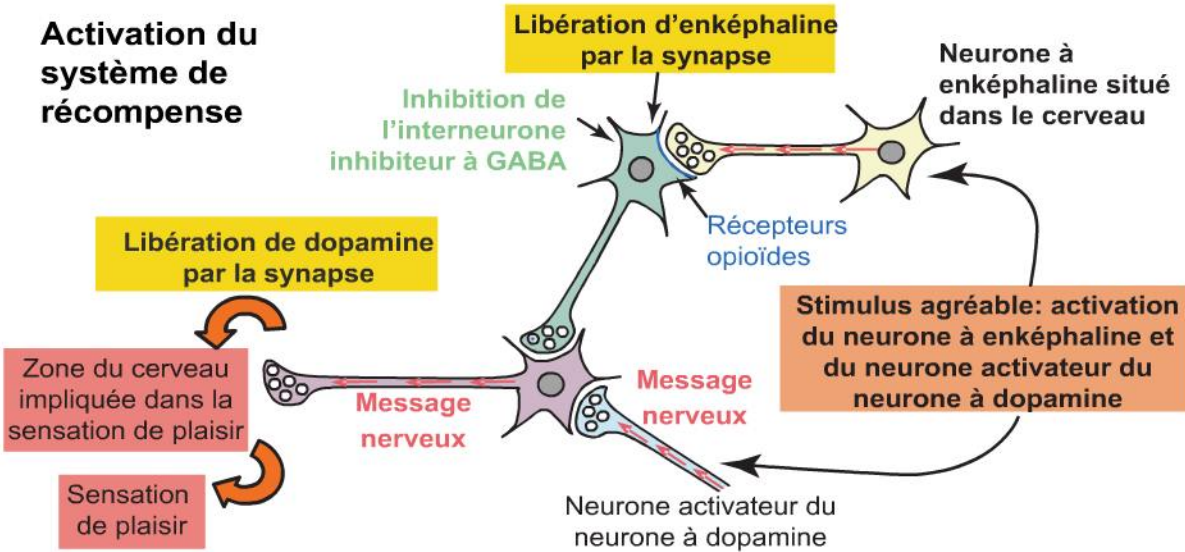 Activation du
système de
récompense
Libération d’enképhaline
par la synapse
Neurone à
enképhaline situé
dans le cerveau
Inhibition de
l’interneurone
inhibiteur à GABA
Récepteurs
opioïdes
Libération de dopamine
par la synapse
Stimulus agréable: activation
du neurone à enképhaline et
du neurone activateur du
neurone à dopamine
Zone du cerveau
impliquée dans la
sensation de plaisir
Message
nerveux
Message
nerveux
Sensation
de plaisir
Neurone activateur du
neurone à dopamine